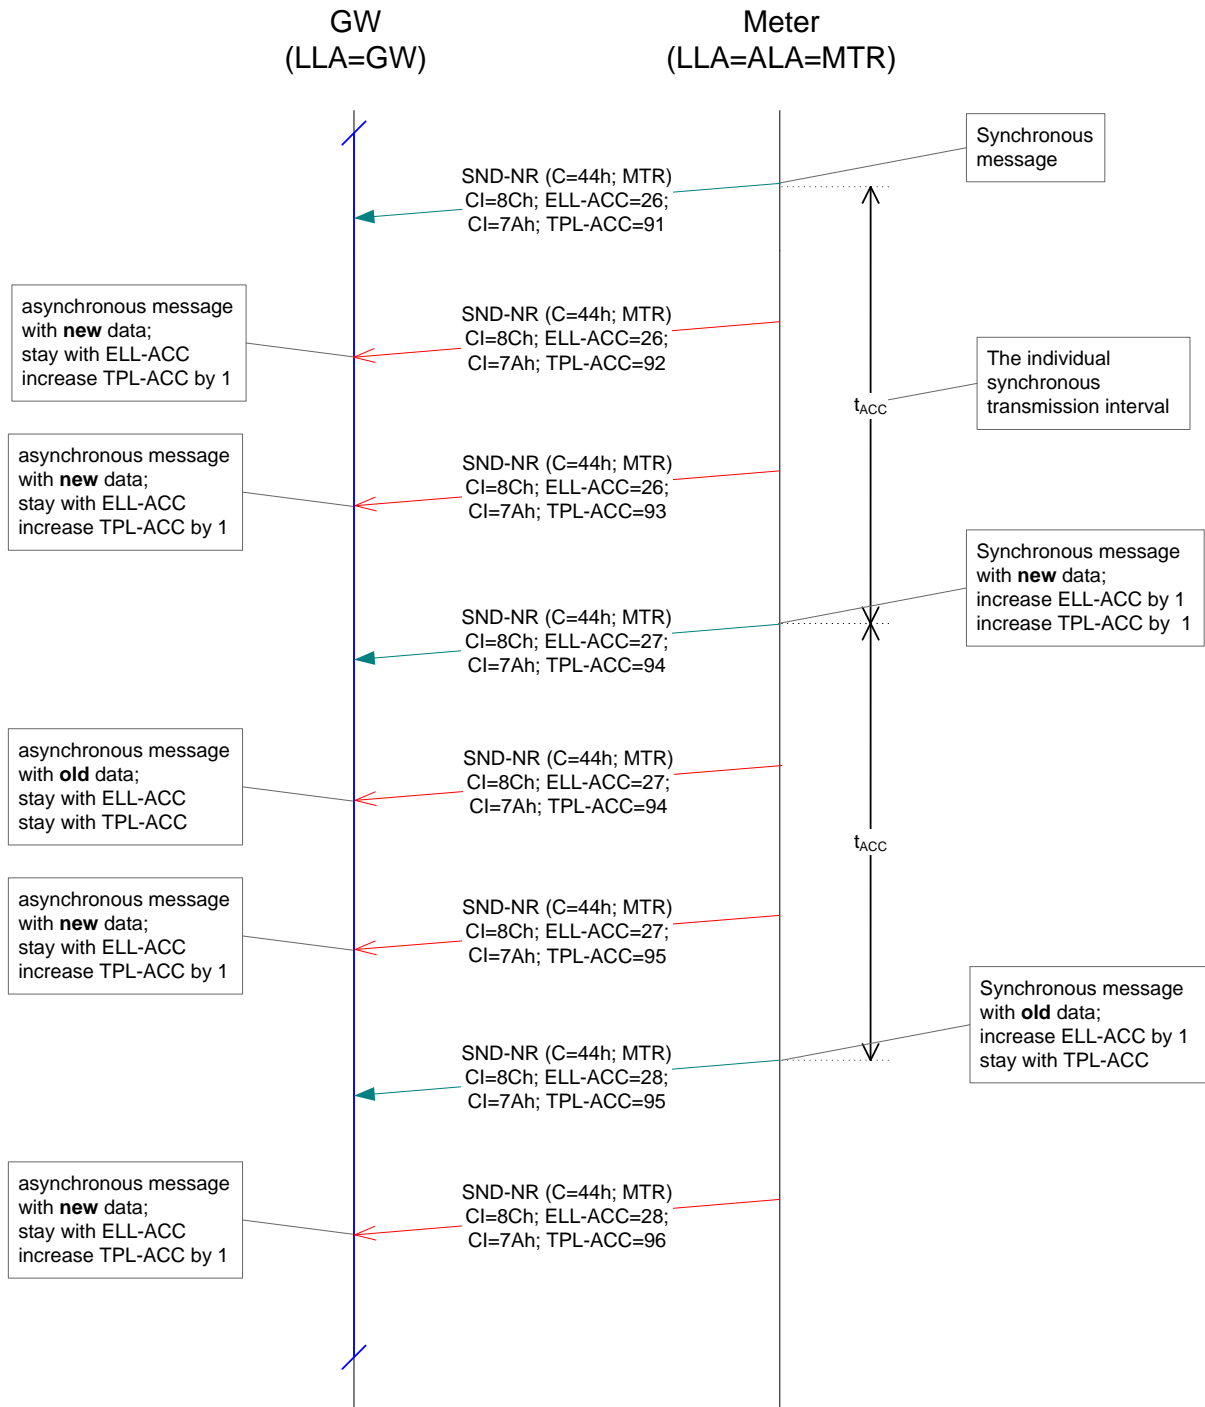 GW
(LLA=GW)
Meter
(LLA=ALA=MTR)
Synchronous
message
SND-NR (C=44h; MTR)
CI=8Ch; ELL-ACC=26;
CI=7Ah; TPL-ACC=91
asynchronous message
with new data;
stay with ELL-ACC
increase TPL-ACC by 1
SND-NR (C=44h; MTR)
CI=8Ch; ELL-ACC=26;
CI=7Ah; TPL-ACC=92
The individual
synchronous
transmission interval
tACC
asynchronous message
with new data;
stay with ELL-ACC
increase TPL-ACC by 1
SND-NR (C=44h; MTR)
CI=8Ch; ELL-ACC=26;
CI=7Ah; TPL-ACC=93
Synchronous message
with new data;
increase ELL-ACC by 1
increase TPL-ACC by  1
SND-NR (C=44h; MTR)
CI=8Ch; ELL-ACC=27;
CI=7Ah; TPL-ACC=94
asynchronous message
with old data;
stay with ELL-ACC
stay with TPL-ACC
SND-NR (C=44h; MTR)
CI=8Ch; ELL-ACC=27;
CI=7Ah; TPL-ACC=94
tACC
asynchronous message
with new data;
stay with ELL-ACC
increase TPL-ACC by 1
SND-NR (C=44h; MTR)
CI=8Ch; ELL-ACC=27;
CI=7Ah; TPL-ACC=95
Synchronous message
with old data;
increase ELL-ACC by 1
stay with TPL-ACC
SND-NR (C=44h; MTR)
CI=8Ch; ELL-ACC=28;
CI=7Ah; TPL-ACC=95
asynchronous message
with new data;
stay with ELL-ACC
increase TPL-ACC by 1
SND-NR (C=44h; MTR)
CI=8Ch; ELL-ACC=28;
CI=7Ah; TPL-ACC=96